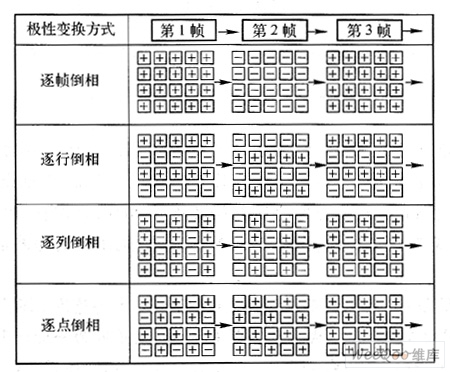 极性变换方式 第1帧 第2帧 第3帧
逐帧倒相
+ + + + + − − − − − + + + + +
+ + + + + − − − − − + + + + +
+ + + + + − − − − − + + + + +
+ + + + + − − − − − + + + + +
逐行倒相
+ + + + + − − − − − + + + + +
− − − − − + + + + + − − − − −
+ + + + + − − − − − + + + + +
− − − − − + + + + + − − − − −
逐列倒相
+ − + − + − + − + − + − + − +
+ − + − + − + − + − + − + − +
+ − + − + − + − + − + − + − +
+ − + − + − + − + − + − + − +
逐点倒相
+ − + − + − + − + − + − + − +
− + − + − + − + − + − + − + −
+ − + − + − + − + − + − + − +
− + − + − + − + − + − + − + −
维库